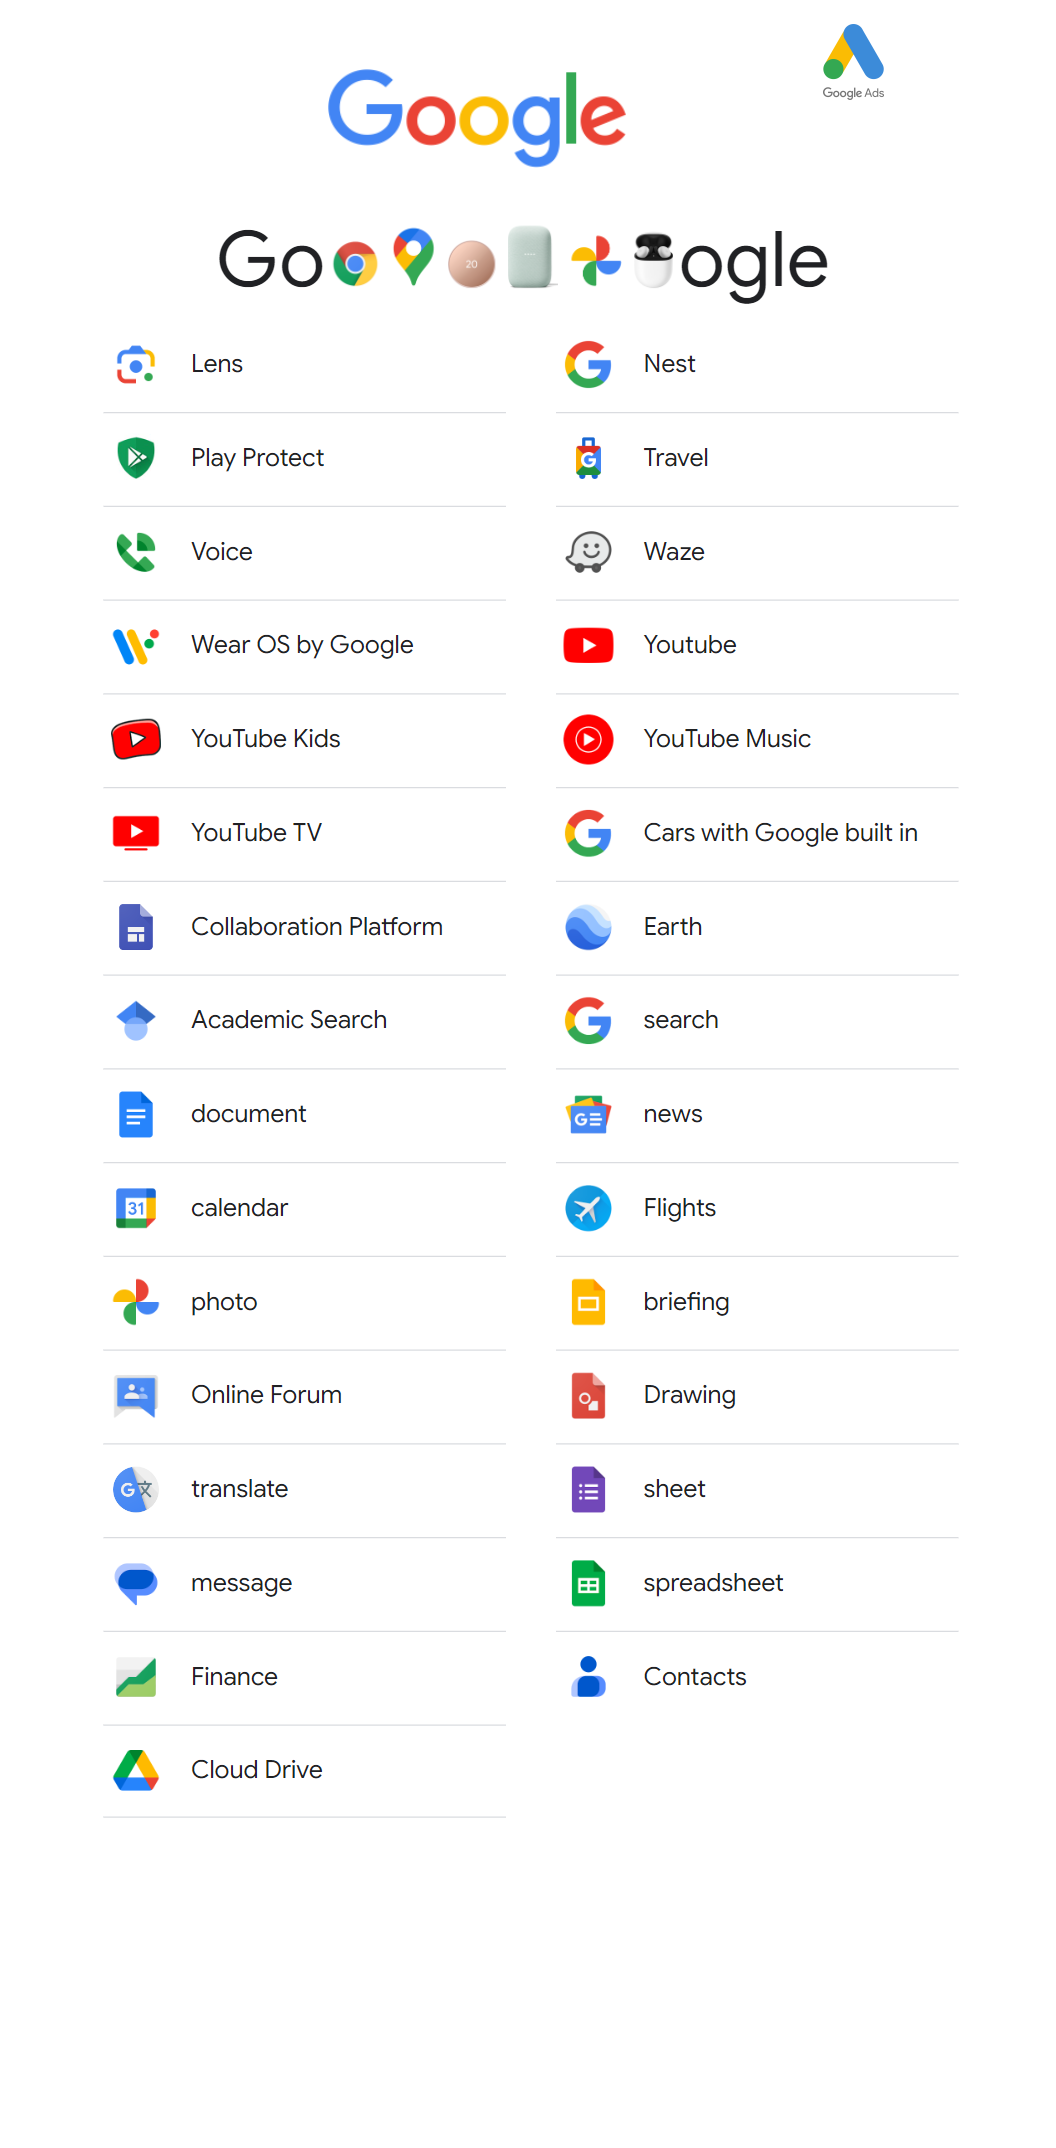 Google
Google Ads
Go 20 ogle
Lens
Nest
Play Protect
Travel
Voice
Waze
Wear OS by Google
Youtube
YouTube Kids
YouTube Music
YouTube TV
Cars with Google built in
Collaboration Platform
Earth
Academic Search
search
document
news
calendar
31
Flights
photo
briefing
Online Forum
Drawing
translate
sheet
message
spreadsheet
Finance
Contacts
Cloud Drive